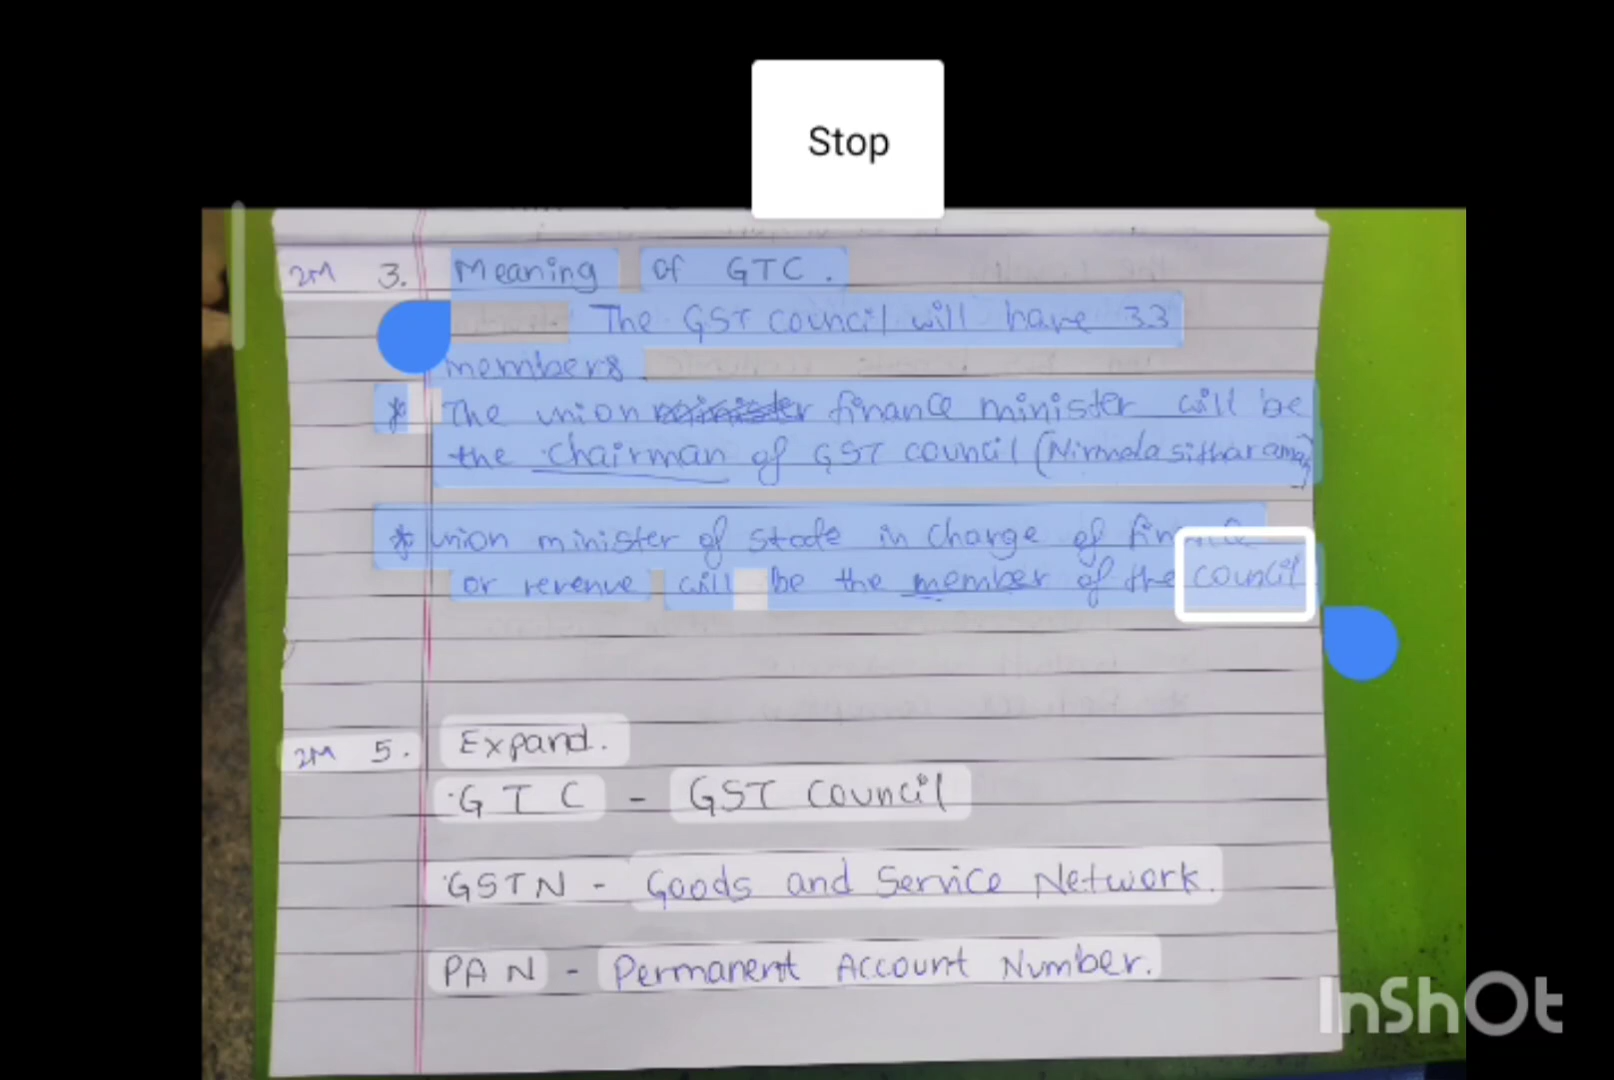 Stop
2M 3. Meaning of GTC.
The GST council will have 33
members
* The union minister finance minister will be
the chairman of GST council (Nirmala sitharaman)
* union minister of state in charge of finance
or revenue will be the member of the council
2M 5. Expand.
G T C - GST Council
GSTN - Goods and Service Network.
PAN - Permanent Account Number.
InShOt